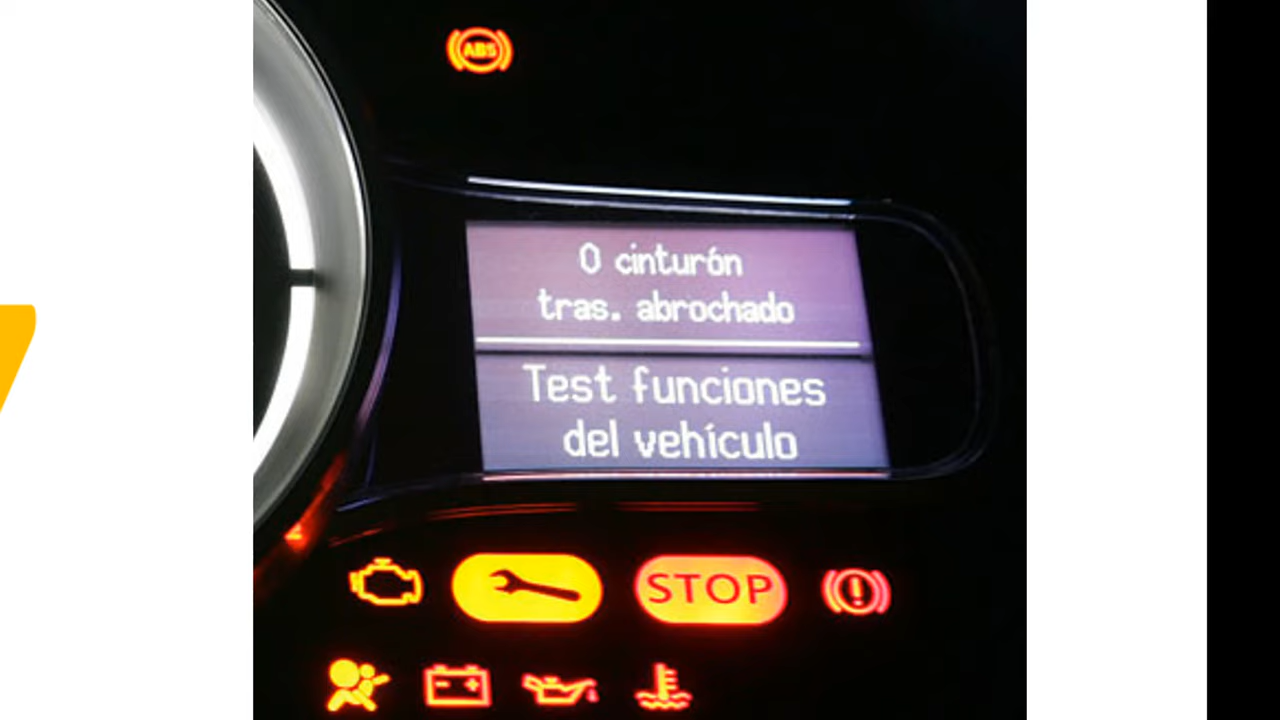 ABS
0 cinturón
tras. abrochado
Test funciones
del vehículo
STOP